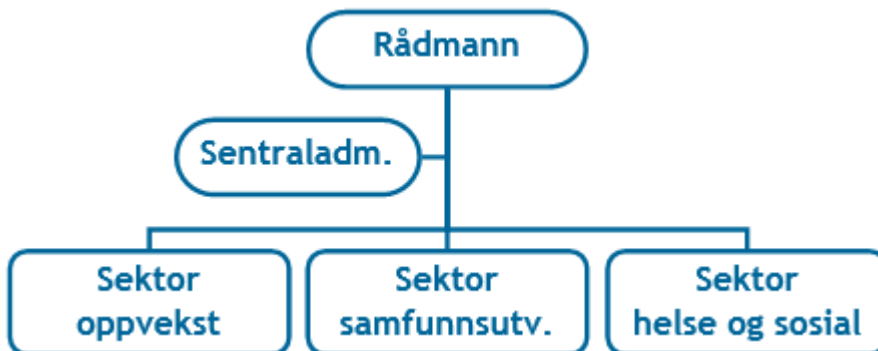 Rådmann
Sentraladm.
Sektor
oppvekst
Sektor
samfunnsutv.
Sektor
helse og sosial